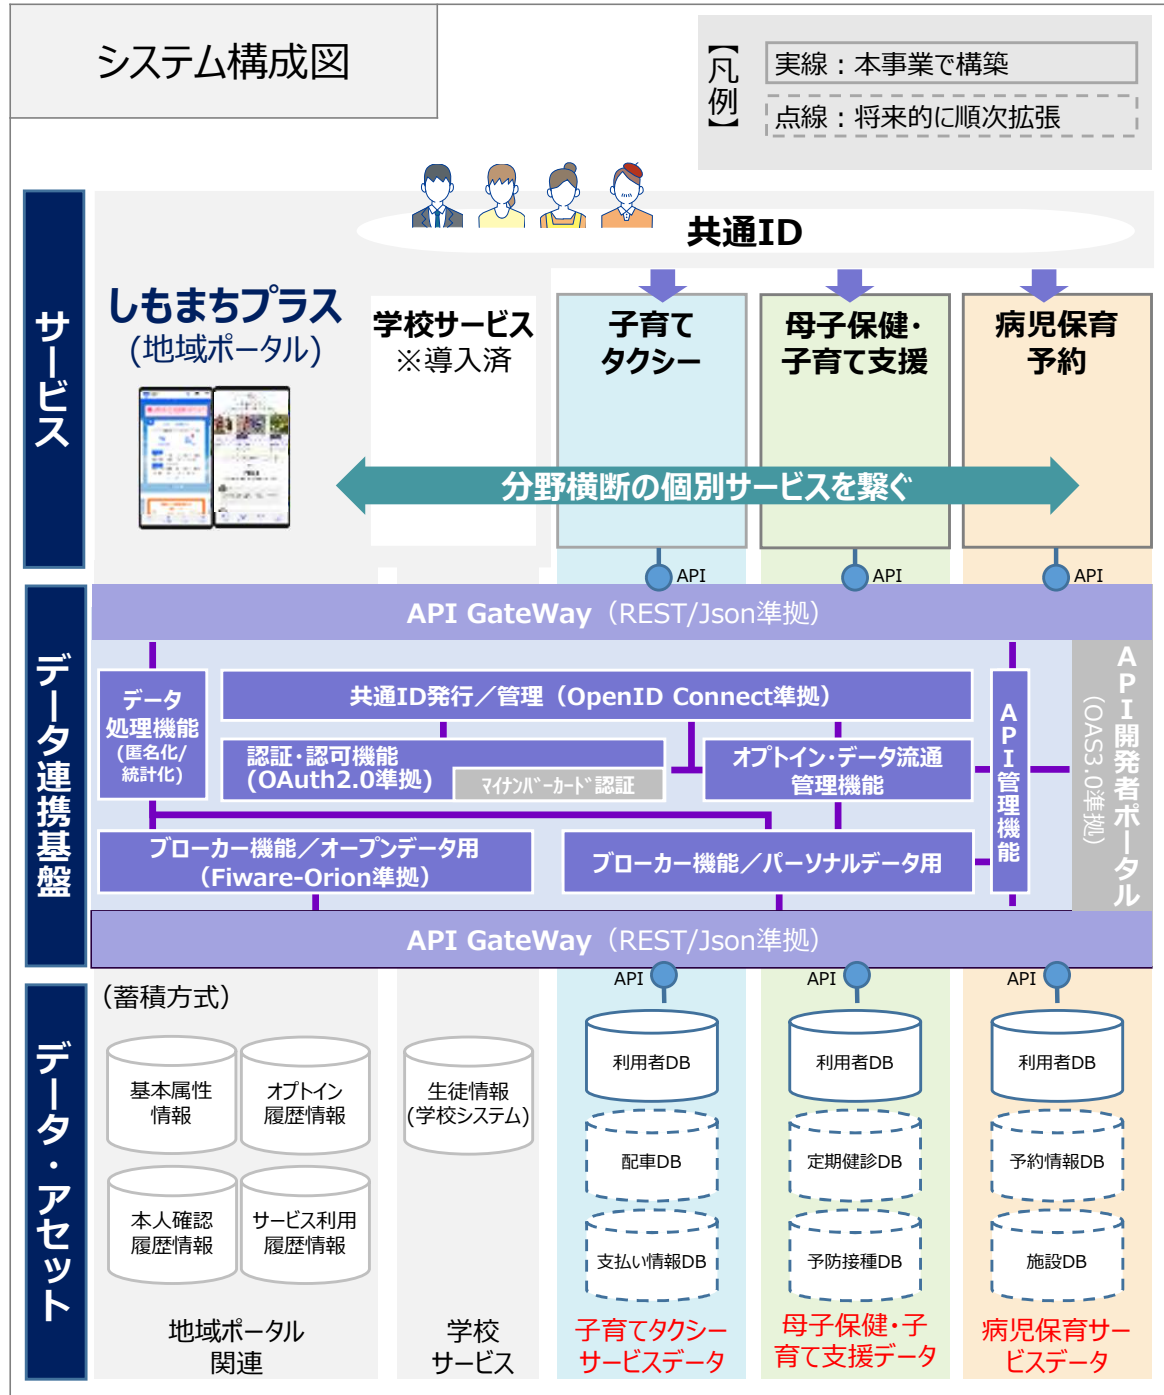 システム構成図
【凡例】
実線：本事業で構築
点線：将来的に順次拡張
サービス
共通ID
しもまちプラス
(地域ポータル)
学校サービス
※導入済
子育て
タクシー
母子保健・
子育て支援
病児保育
予約
分野横断の個別サービスを繋ぐ
API
API
API
データ連携基盤
API GateWay（REST/Json準拠）
データ
処理機能
(匿名化/
統計化)
共通ID発行／管理（OpenID Connect準拠）
認証・認可機能
(OAuth2.0準拠)
マイナンバーカード認証
オプトイン・データ流通
管理機能
API管理機能
API開発者ポータル
（OAS3.0準拠）
ブローカー機能／オープンデータ用
（Fiware-Orion準拠）
ブローカー機能／パーソナルデータ用
API GateWay（REST/Json準拠）
データ・アセット
（蓄積方式）
API
API
API
基本属性
情報
オプトイン
履歴情報
本人確認
履歴情報
サービス利用
履歴情報
生徒情報
(学校システム)
利用者DB
配車DB
支払い情報DB
利用者DB
定期健診DB
予防接種DB
利用者DB
予約情報DB
施設DB
地域ポータル
関連
学校
サービス
子育てタクシー
サービスデータ
母子保健・子
育て支援データ
病児保育サー
ビスデータ